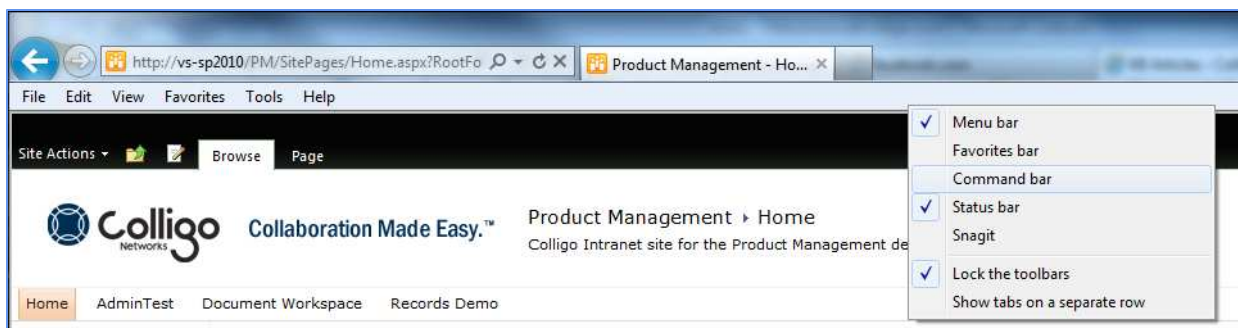 http://vs-sp2010/PM/SitePages/Home.aspx?RootFo
Product Management - Ho...
File Edit View Favorites Tools Help
Menu bar
Favorites bar
Command bar
Status bar
Snagit
Lock the toolbars
Show tabs on a separate row
Site Actions Browse Page
Colligo
Networks
Collaboration Made Easy.™
Product Management Home
Colligo Intranet site for the Product Management de
Home AdminTest Document Workspace Records Demo